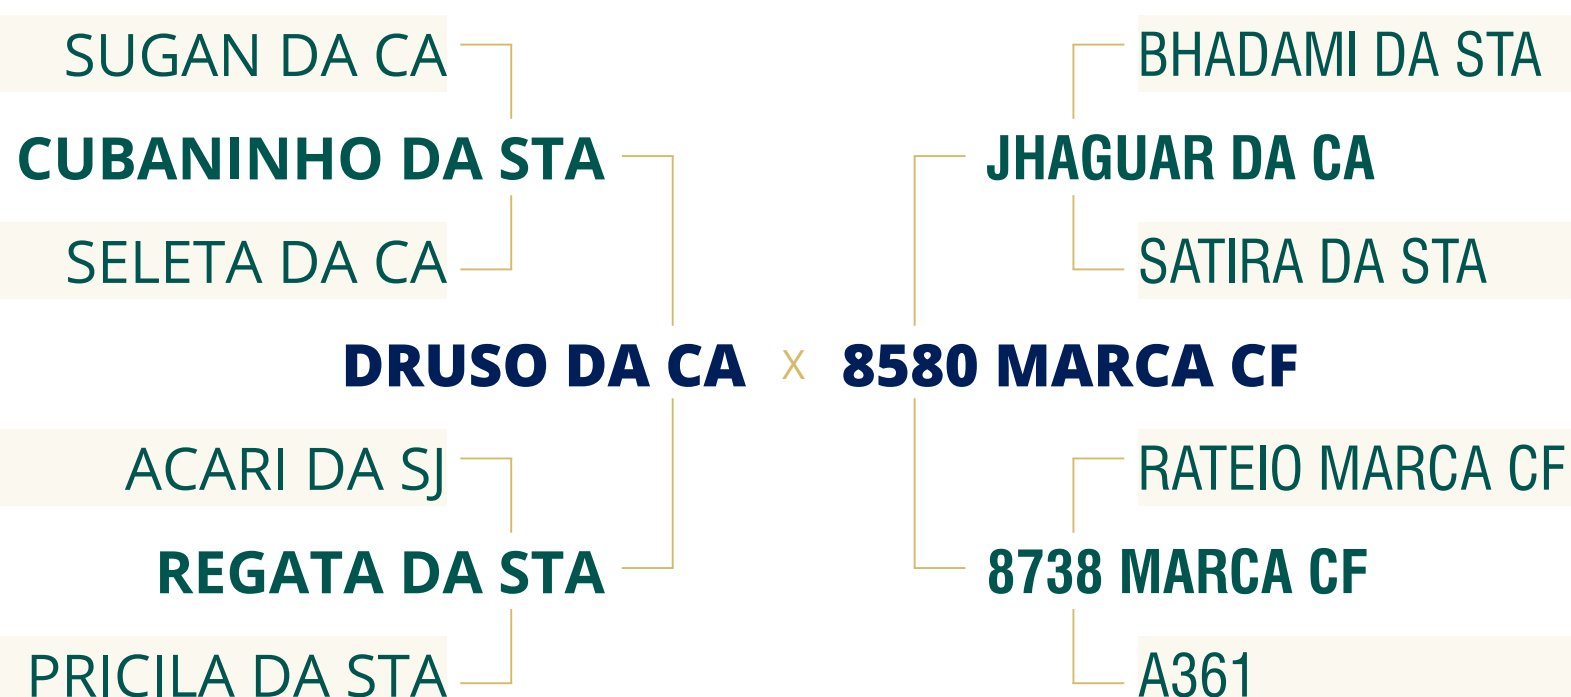 SUGAN DA CA
BHADAMI DA STA
CUBANINHO DA STA
JHAGUAR DA CA
SELETA DA CA
SATIRA DA STA
DRUSO DA CA X 8580 MARCA CF
ACARI DA SJ
RATEIO MARCA CF
REGATA DA STA
8738 MARCA CF
PRICILA DA STA
A361